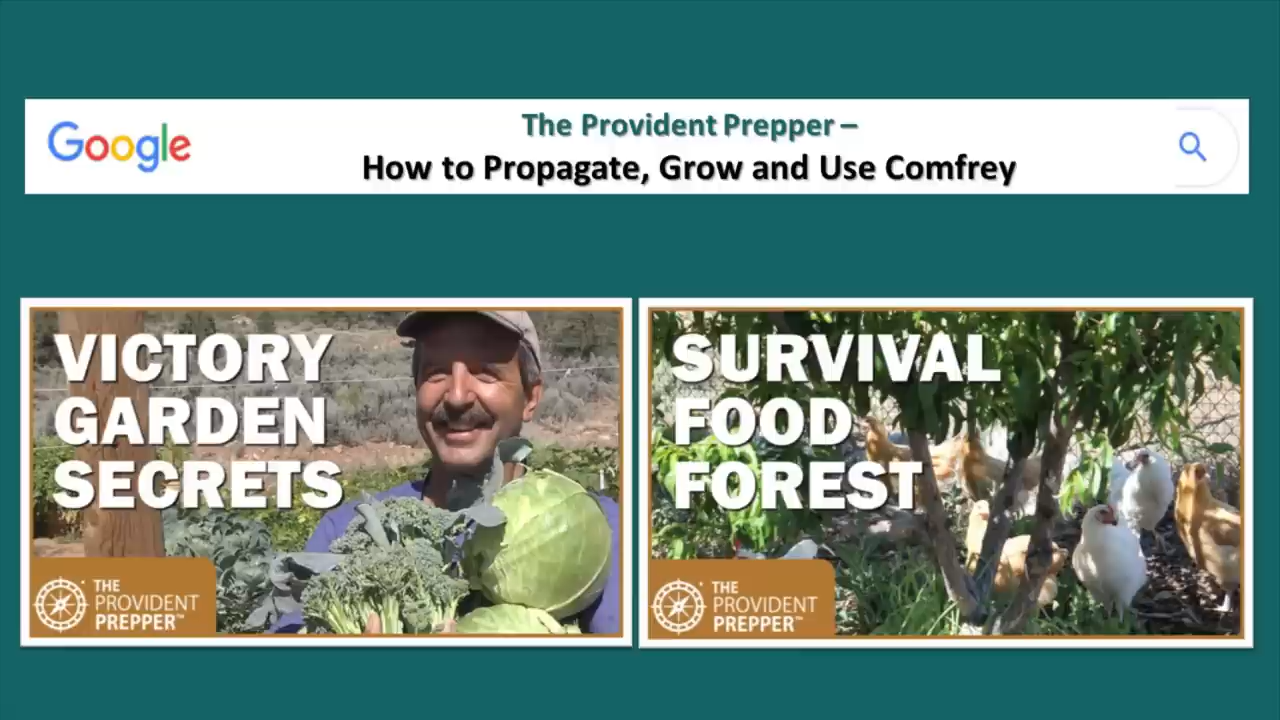 Google
The Provident Prepper –
How to Propagate, Grow and Use Comfrey
VICTORY
GARDEN
SECRETS
THE
PROVIDENT
PREPPER™
SURVIVAL
FOOD
FOREST
THE
PROVIDENT
PREPPER™